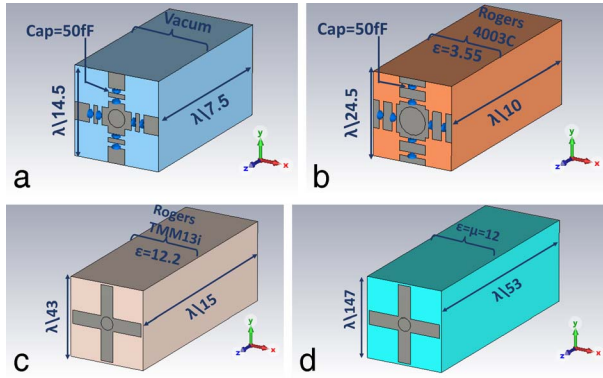 Cap=50fF
Vacum
λ\14.5
λ\7.5
y
z
x
a
Cap=50fF
Rogers
4003C
ε=3.55
λ\24.5
λ\10
y
z
x
b
Rogers
TMM13i
ε=12.2
λ\43
λ\15
y
z
x
c
ε=μ=12
λ\147
λ\53
y
z
x
d